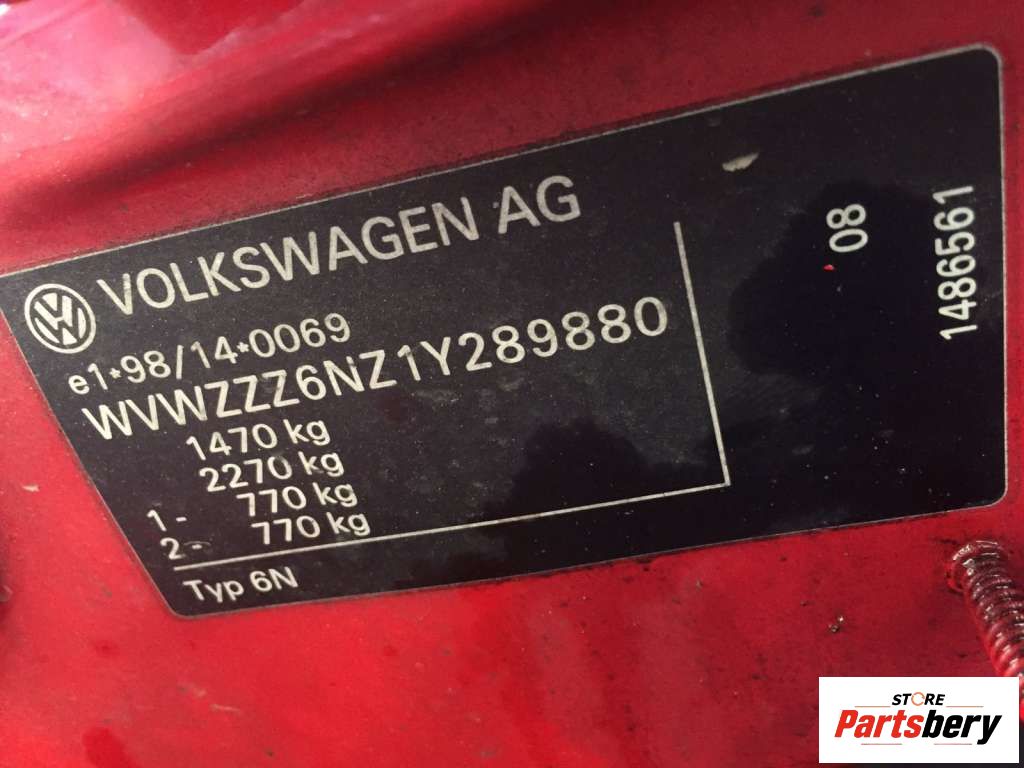 VOLKSWAGEN AG
e1*98/14*0069
WVWZZZ6NZ1Y289880
1470 kg
2270 kg
1- 770 kg
2- 770 kg
Typ 6N
08
1486561
STORE
Partsbery